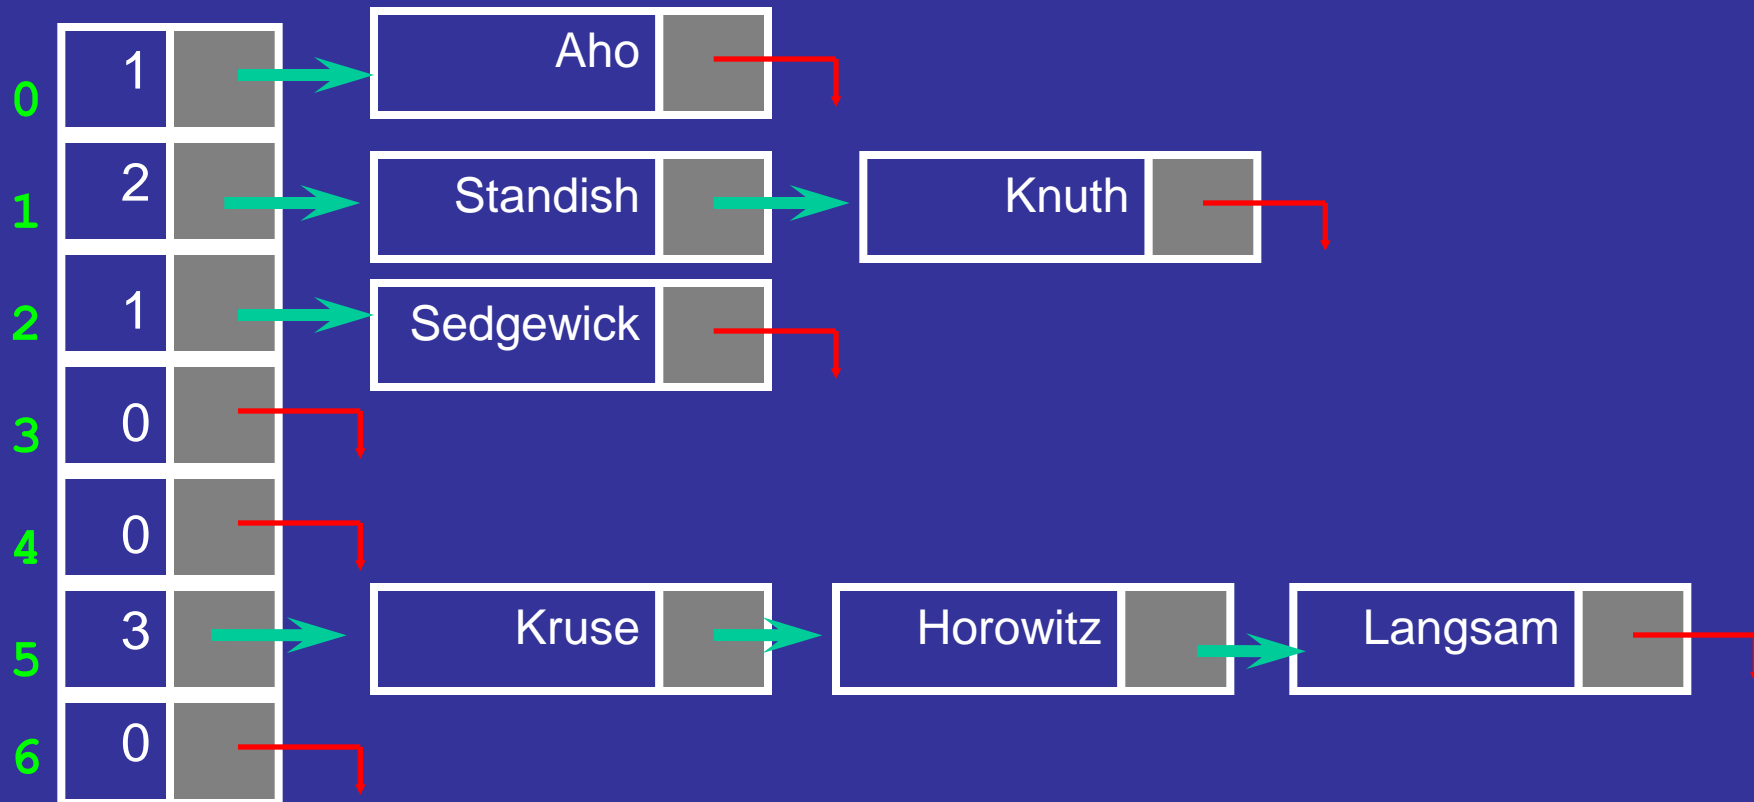 0 1 Aho
1 2 Standish Knuth
2 1 Sedgewick
3 0
4 0
5 3 Kruse Horowitz Langsam
6 0